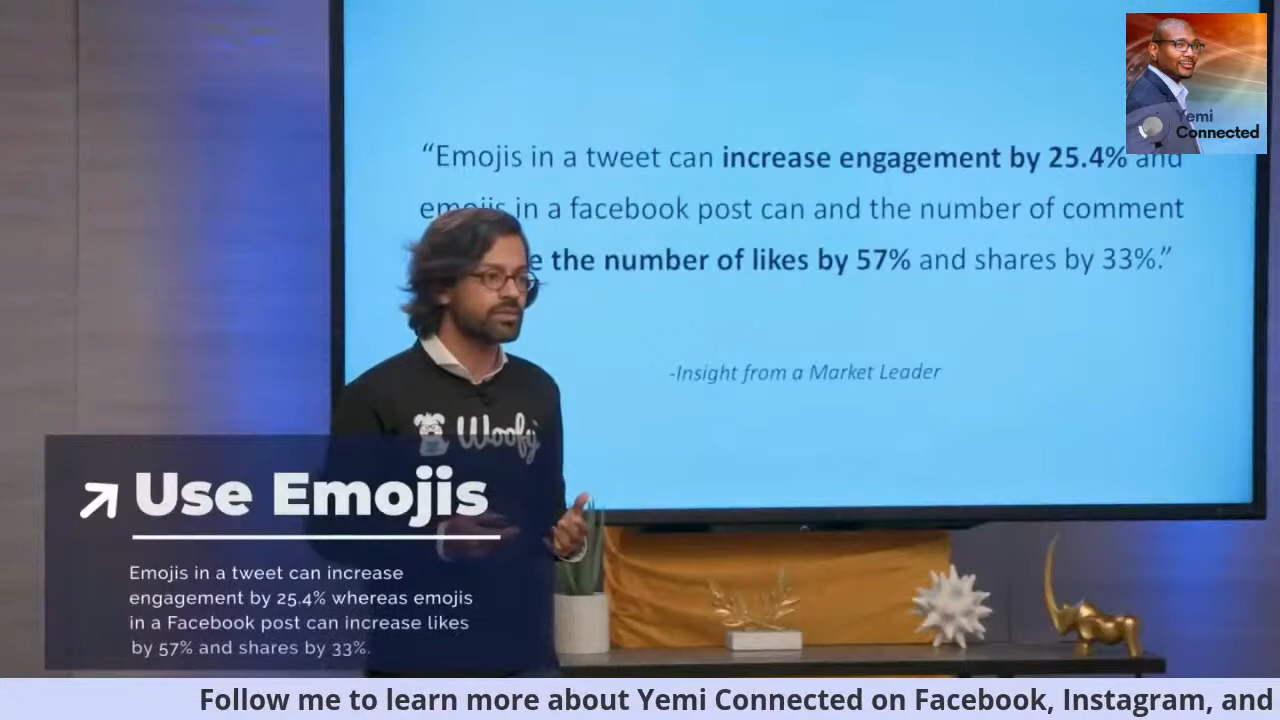 Yemi
Connected
“Emojis in a tweet can increase engagement by 25.4% and
emojis in a facebook post can and the number of comment
the number of likes by 57% and shares by 33%.”
-Insight from a Market Leader
Woofy
Use Emojis
Emojis in a tweet can increase
engagement by 25.4% whereas emojis
in a Facebook post can increase likes
by 57% and shares by 33%.
Follow me to learn more about Yemi Connected on Facebook, Instagram, and